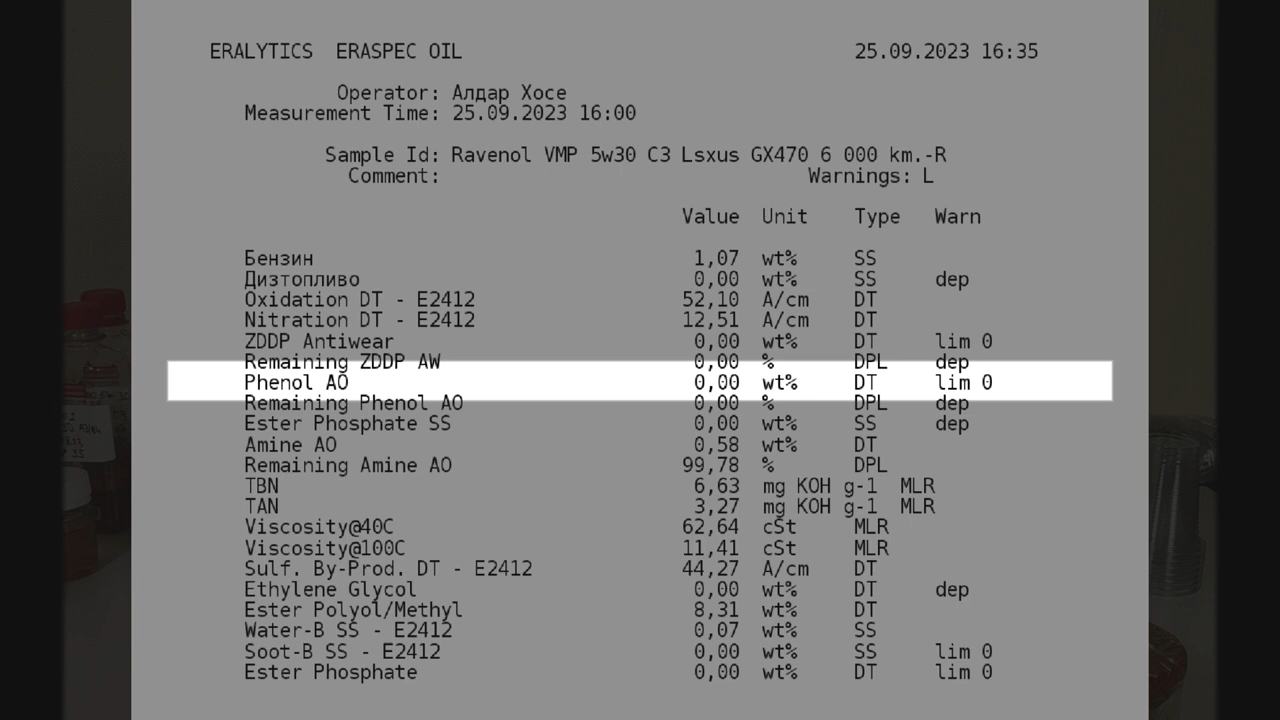 ERALYTICS ERASPEC OIL 25.09.2023 16:35
Operator: Алдар Хосе
Measurement Time: 25.09.2023 16:00
Sample Id: Ravenol VMP 5w30 C3 Lsxus GX470 6 000 km.-R
Comment: Warnings: L
Value Unit Type Warn
Бензин 1,07 wt% SS
Дизтопливо 0,00 wt% SS dep
Oxidation DT - E2412 52,10 A/cm DT
Nitration DT - E2412 12,51 A/cm DT
ZDDP Antiwear 0,00 wt% DT lim 0
Remaining ZDDP AW 0,00 % DPL dep
Phenol AO 0,00 wt% DT lim 0
Remaining Phenol AO 0,00 % DPL dep
Ester Phosphate SS 0,00 wt% SS dep
Amine AO 0,58 wt% DT
Remaining Amine AO 99,78 % DPL
TBN 6,63 mg KOH g-1 MLR
TAN 3,27 mg KOH g-1 MLR
Viscosity@40C 62,64 cSt MLR
Viscosity@100C 11,41 cSt MLR
Sulf. By-Prod. DT - E2412 44,27 A/cm DT
Ethylene Glycol 0,00 wt% DT dep
Ester Polyol/Methyl 8,31 wt% DT
Water-B SS - E2412 0,07 wt% SS
Soot-B SS - E2412 0,00 wt% SS lim 0
Ester Phosphate 0,00 wt% DT lim 0